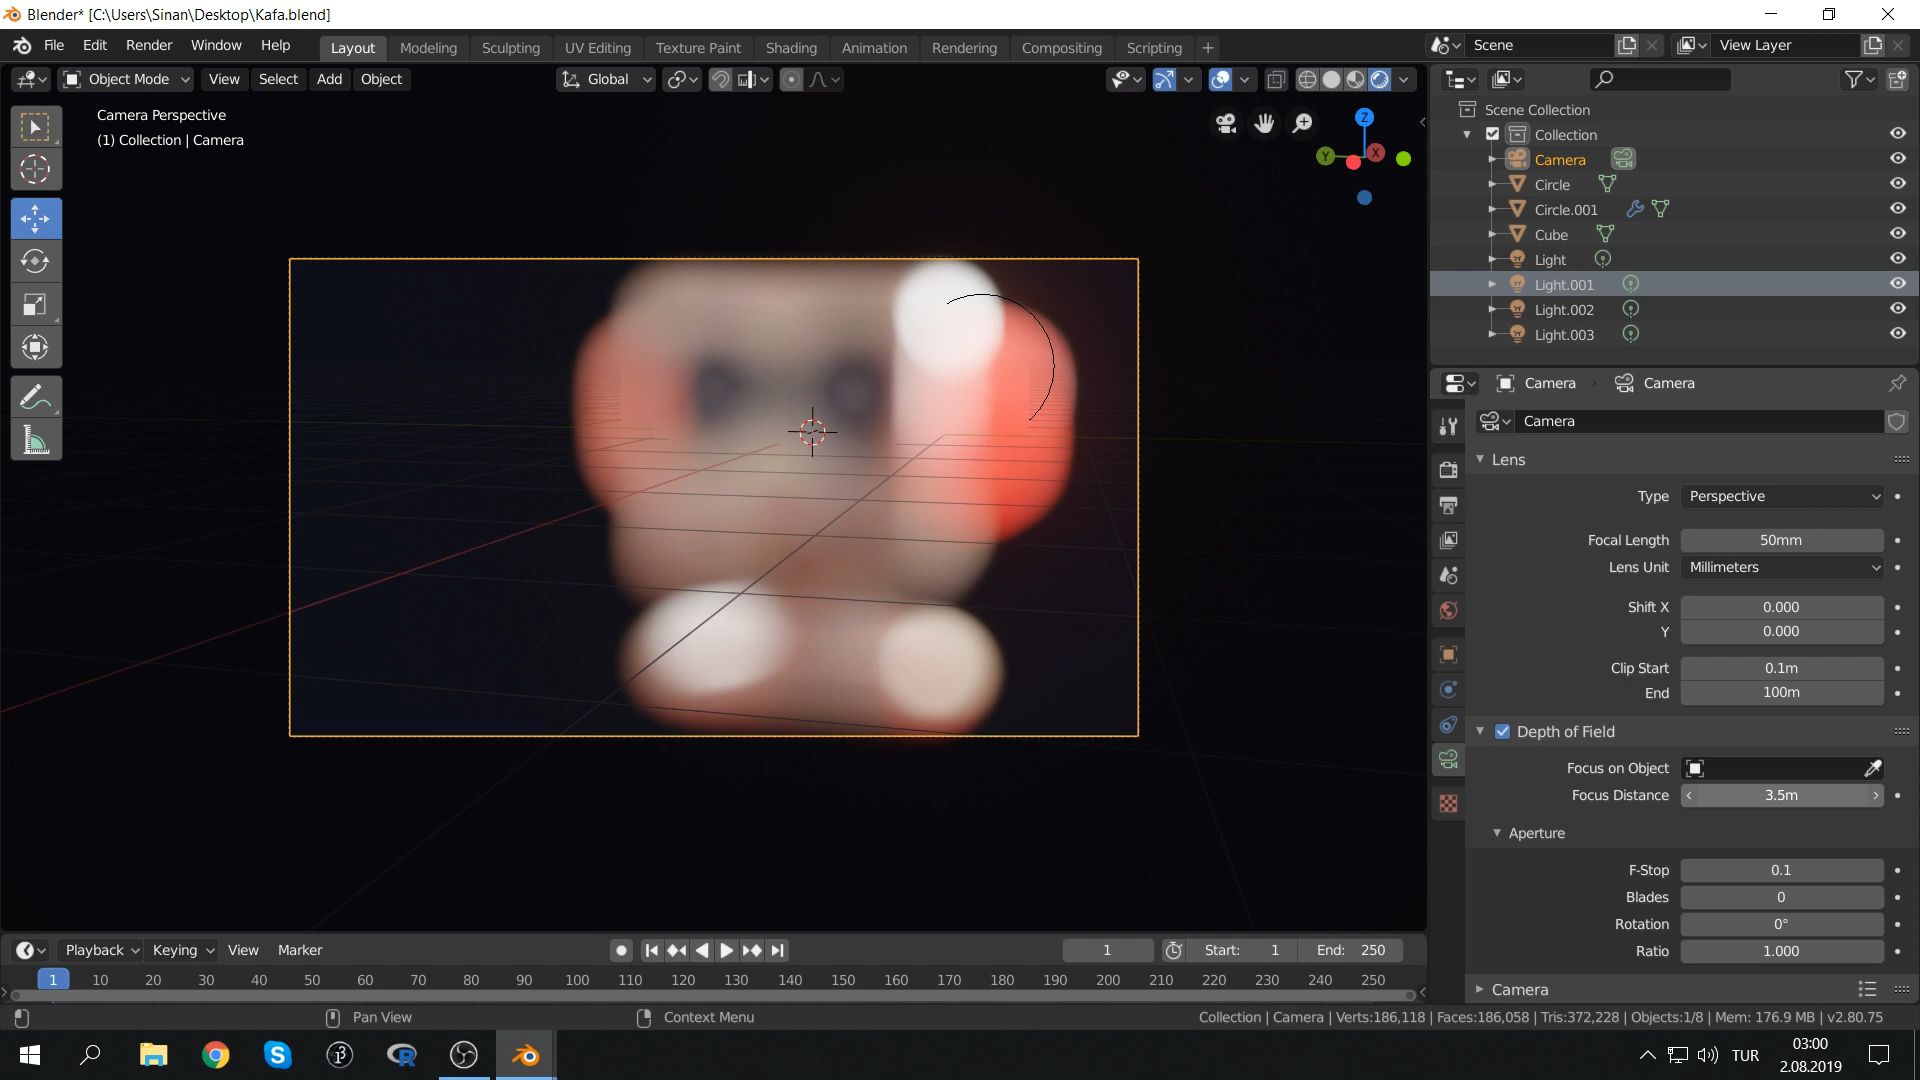 Blender* [C:\Users\Sinan\Desktop\Kafa.blend]
File Edit Render Window Help Layout Modeling Sculpting UV Editing Texture Paint Shading Animation Rendering Compositing Scripting + Scene View Layer
Object Mode View Select Add Object Global
Camera Perspective
(1) Collection | Camera
Z
Y X
Scene Collection
Collection
Camera
Circle
Circle.001
Cube
Light
Light.001
Light.002
Light.003
Camera Camera
Camera
Lens
Type Perspective
Focal Length 50mm
Lens Unit Millimeters
Shift X 0.000
Y 0.000
Clip Start 0.1m
End 100m
Depth of Field
Focus on Object
Focus Distance 3.5m
Aperture
F-Stop 0.1
Blades 0
Rotation 0°
Ratio 1.000
Camera
Playback Keying View Marker 1 Start: 1 End: 250
1 10 20 30 40 50 60 70 80 90 100 110 120 130 140 150 160 170 180 190 200 210 220 230 240 250
Pan View Context Menu Collection | Camera | Verts:186,118 | Faces:186,058 | Tris:372,228 | Objects:1/8 | Mem: 176.9 MB | v2.80.75
TUR
03:00
2.08.2019